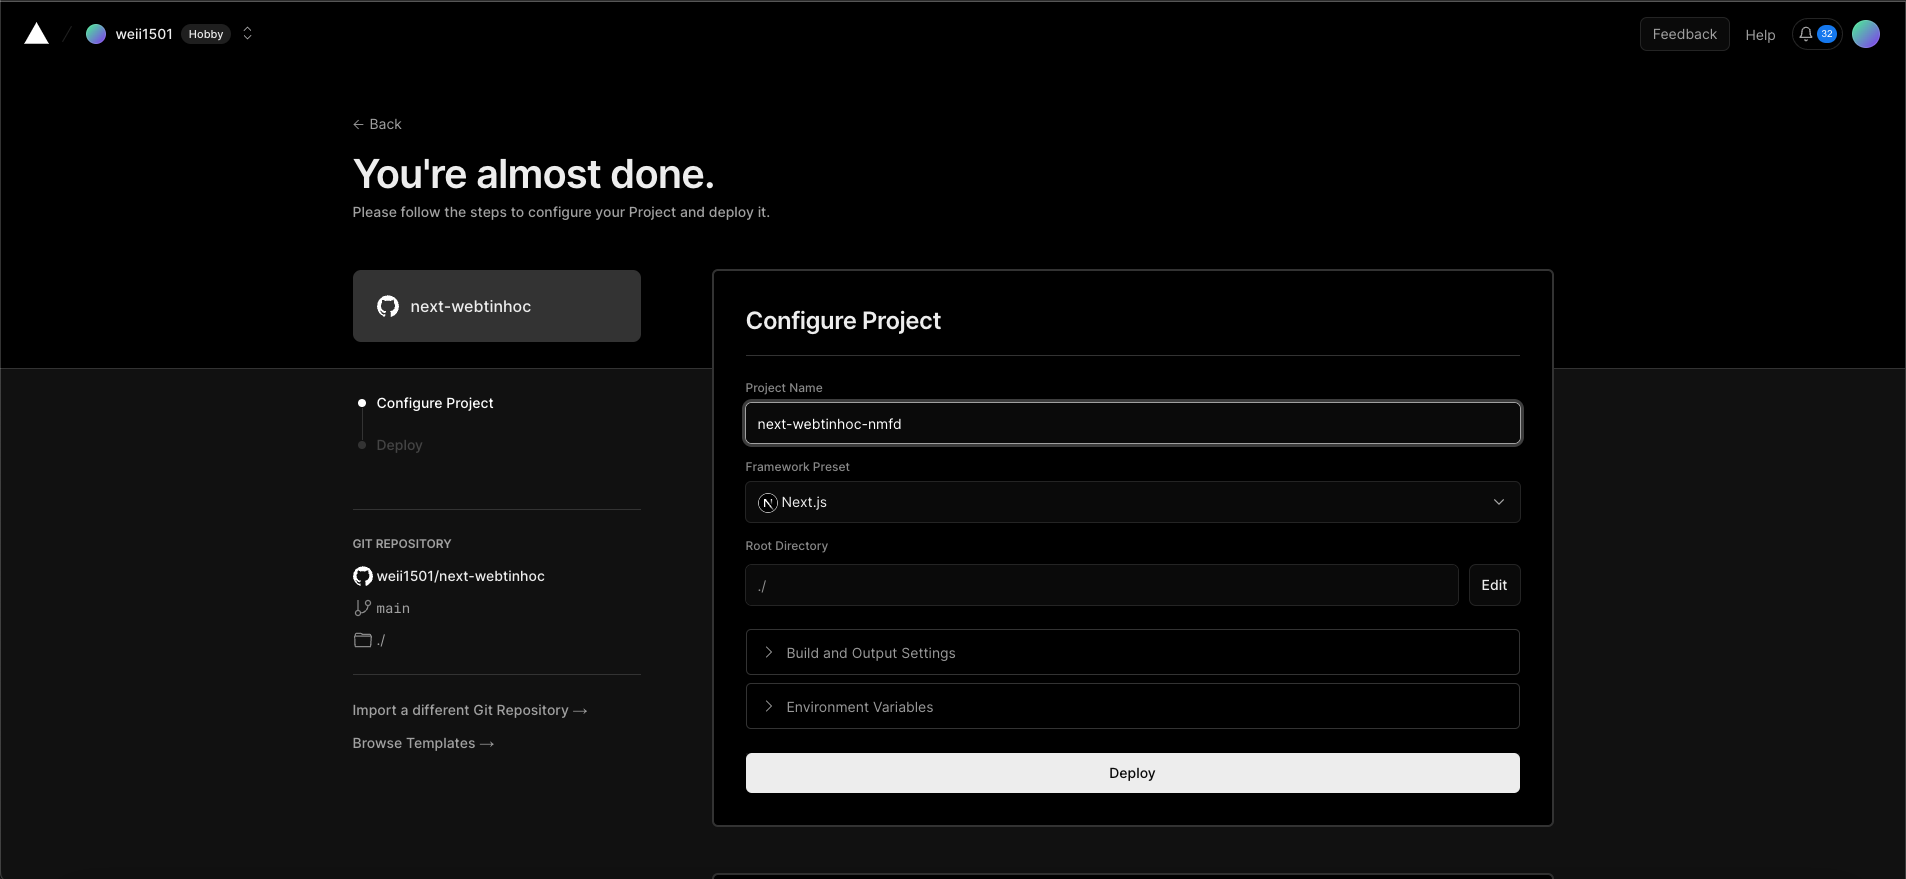 weii1501 Hobby
Feedback Help 32
← Back
You're almost done.
Please follow the steps to configure your Project and deploy it.
next-webtinhoc
Configure Project
Deploy
GIT REPOSITORY
weii1501/next-webtinhoc
main
./
Import a different Git Repository →
Browse Templates →
Configure Project
Project Name
next-webtinhoc-nmfd
Framework Preset
N Next.js
Root Directory
./ Edit
Build and Output Settings
Environment Variables
Deploy